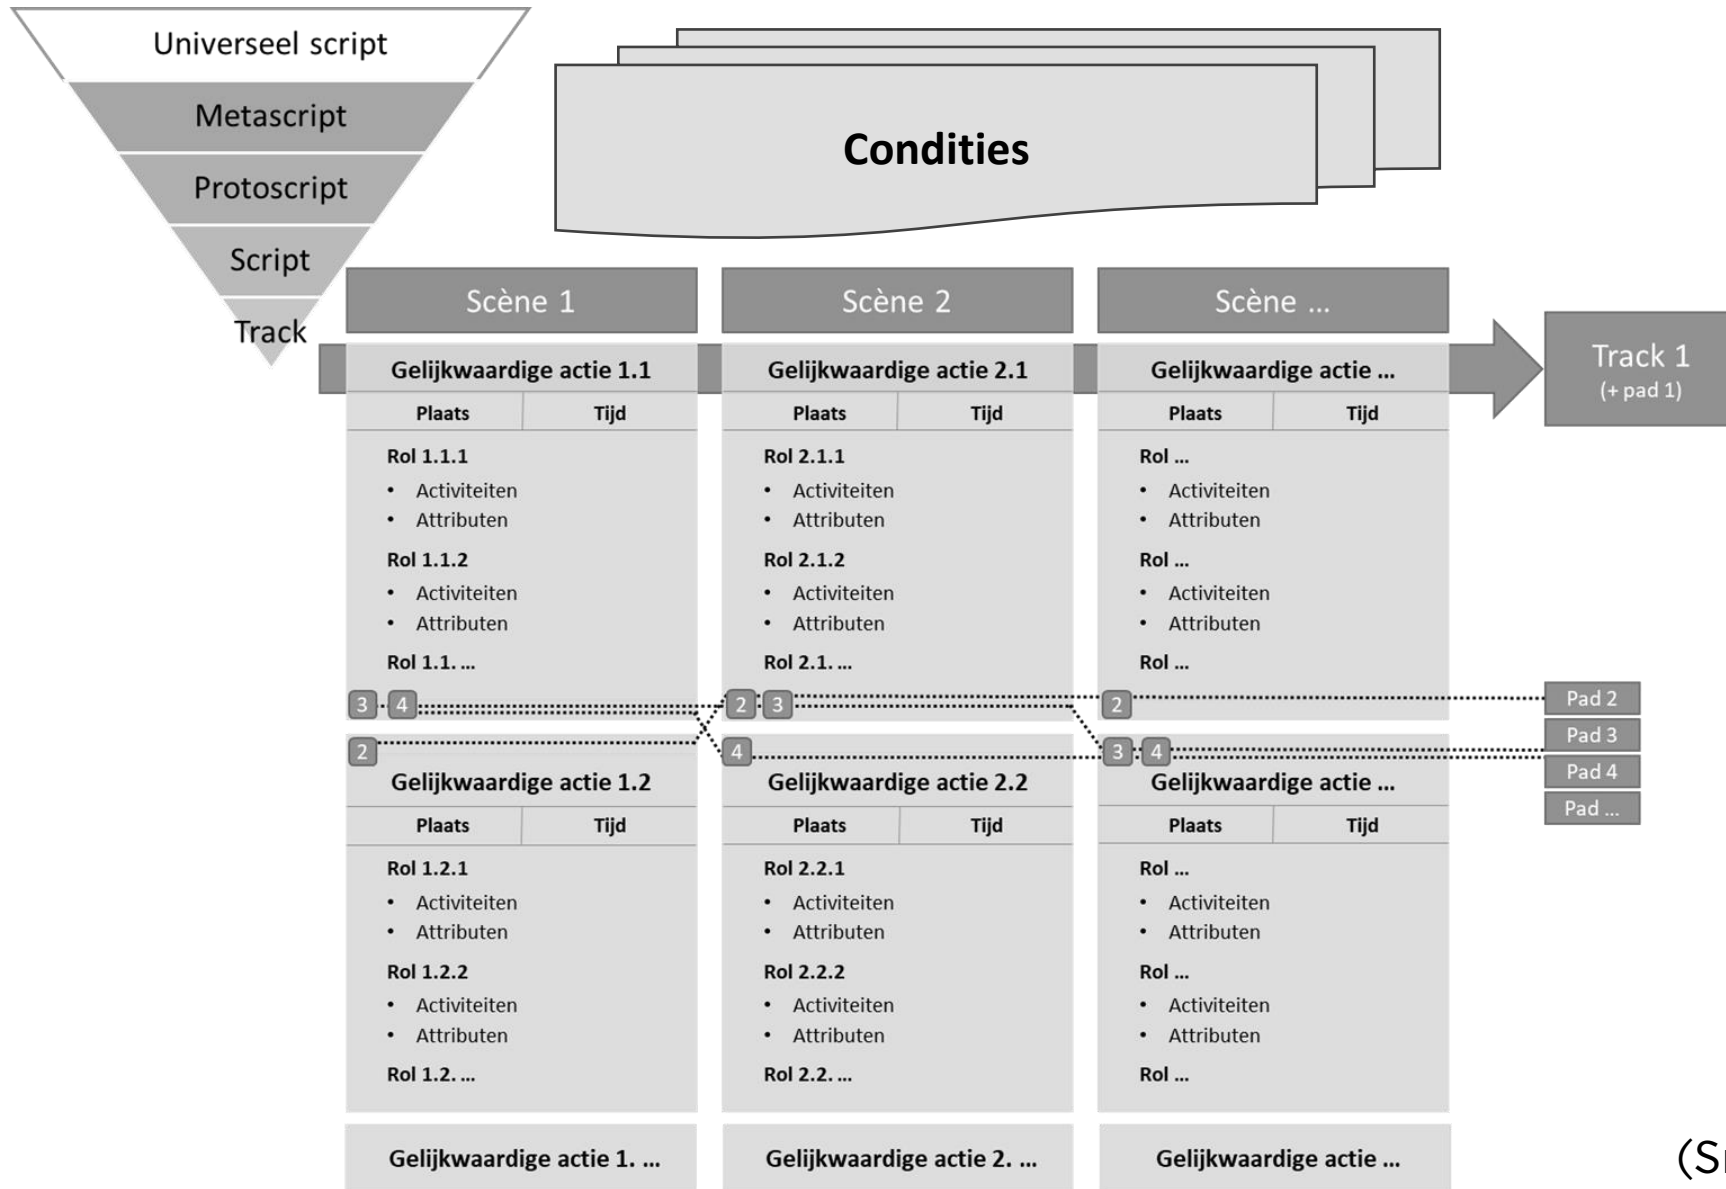 Universeel script
Metascript
Protoscript
Script
Track
Condities
Scène 1
Scène 2
Scène ...
Gelijkwaardige actie 1.1
Gelijkwaardige actie 2.1
Gelijkwaardige actie ...
Track 1
(+ pad 1)
Plaats Tijd
Plaats Tijd
Plaats Tijd
Rol 1.1.1
• Activiteiten
• Attributen
Rol 1.1.2
• Activiteiten
• Attributen
Rol 1.1. ...
Rol 2.1.1
• Activiteiten
• Attributen
Rol 2.1.2
• Activiteiten
• Attributen
Rol 2.1. ...
Rol ...
• Activiteiten
• Attributen
Rol ...
• Activiteiten
• Attributen
Rol ...
3 4
2 3
2
Pad 2
Pad 3
Pad 4
Pad ...
2
4
3 4
Gelijkwaardige actie 1.2
Gelijkwaardige actie 2.2
Gelijkwaardige actie ...
Plaats Tijd
Plaats Tijd
Plaats Tijd
Rol 1.2.1
• Activiteiten
• Attributen
Rol 1.2.2
• Activiteiten
• Attributen
Rol 1.2. ...
Rol 2.2.1
• Activiteiten
• Attributen
Rol 2.2.2
• Activiteiten
• Attributen
Rol 2.2. ...
Rol ...
• Activiteiten
• Attributen
Rol ...
• Activiteiten
• Attributen
Rol ...
Gelijkwaardige actie 1. ...
Gelijkwaardige actie 2. ...
Gelijkwaardige actie ...